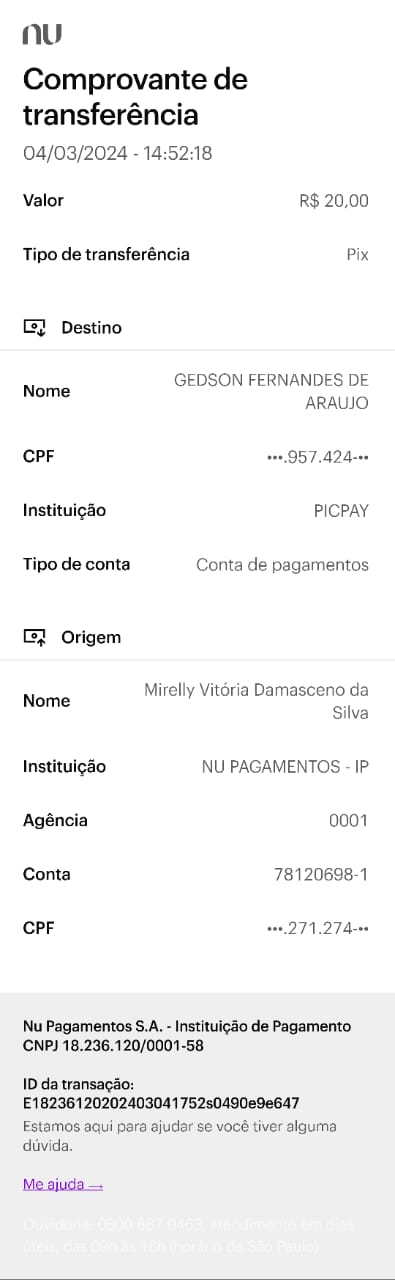 nu
Comprovante de
transferência
04/03/2024 - 14:52:18
Valor R$ 20,00
Tipo de transferência Pix
Destino
Nome GEDSON FERNANDES DE
ARAUJO
CPF •••.957.424-••
Instituição PICPAY
Tipo de conta Conta de pagamentos
Origem
Nome Mirelly Vitória Damasceno da
Silva
Instituição NU PAGAMENTOS - IP
Agência 0001
Conta 78120698-1
CPF •••.271.274-••
Nu Pagamentos S.A. - Instituição de Pagamento
CNPJ 18.236.120/0001-58
ID da transação:
E18236120202403041752s0490e9e647
Estamos aqui para ajudar se você tiver alguma
dúvida.
Me ajuda →
Ouvidoria: 0800 887 0463, atendimento em dias
úteis, das 09h às 18h (horário de São Paulo).